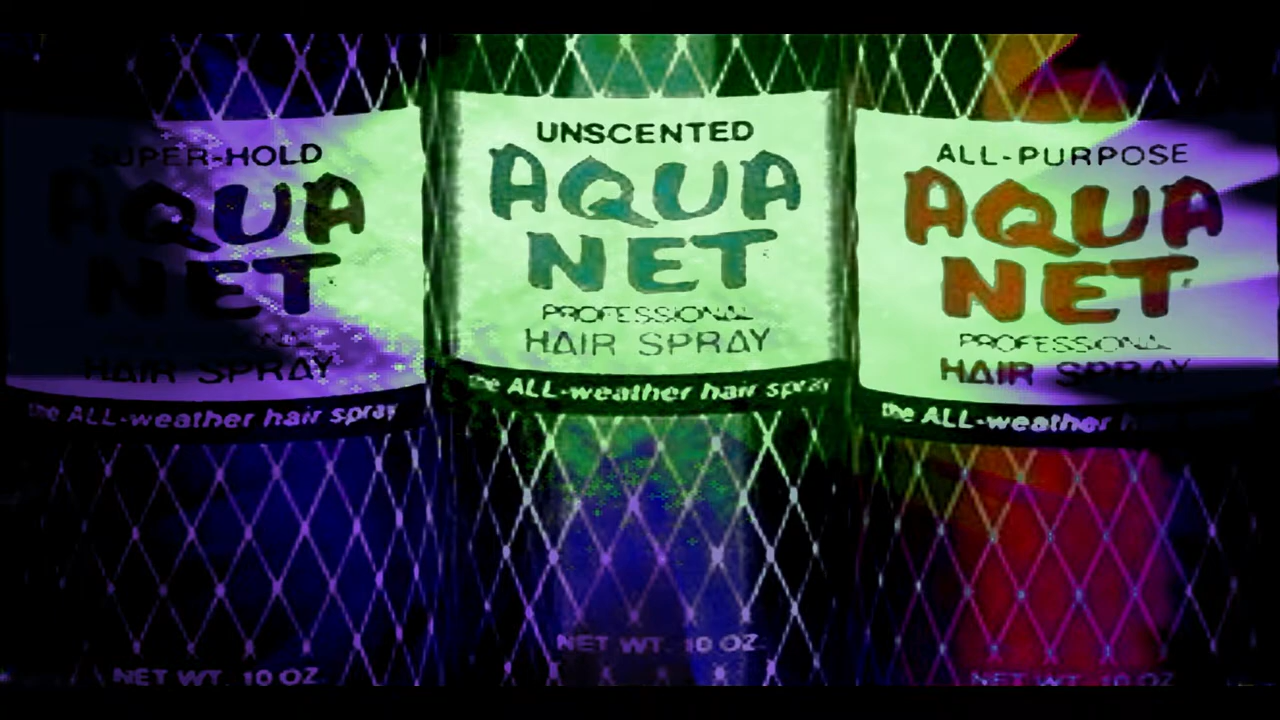 SUPER-HOLD
AQUA
NET
HAIR SPRAY
the ALL-weather hair spray
NET WT. 10 OZ.
UNSCENTED
AQUA
NET
PROFESSIONAL
HAIR SPRAY
the ALL-weather hair spray
NET WT. 10 OZ.
ALL-PURPOSE
AQUA
NET
PROFESSIONAL
HAIR SPRAY
the ALL-weather h
NET WT. 10 OZ